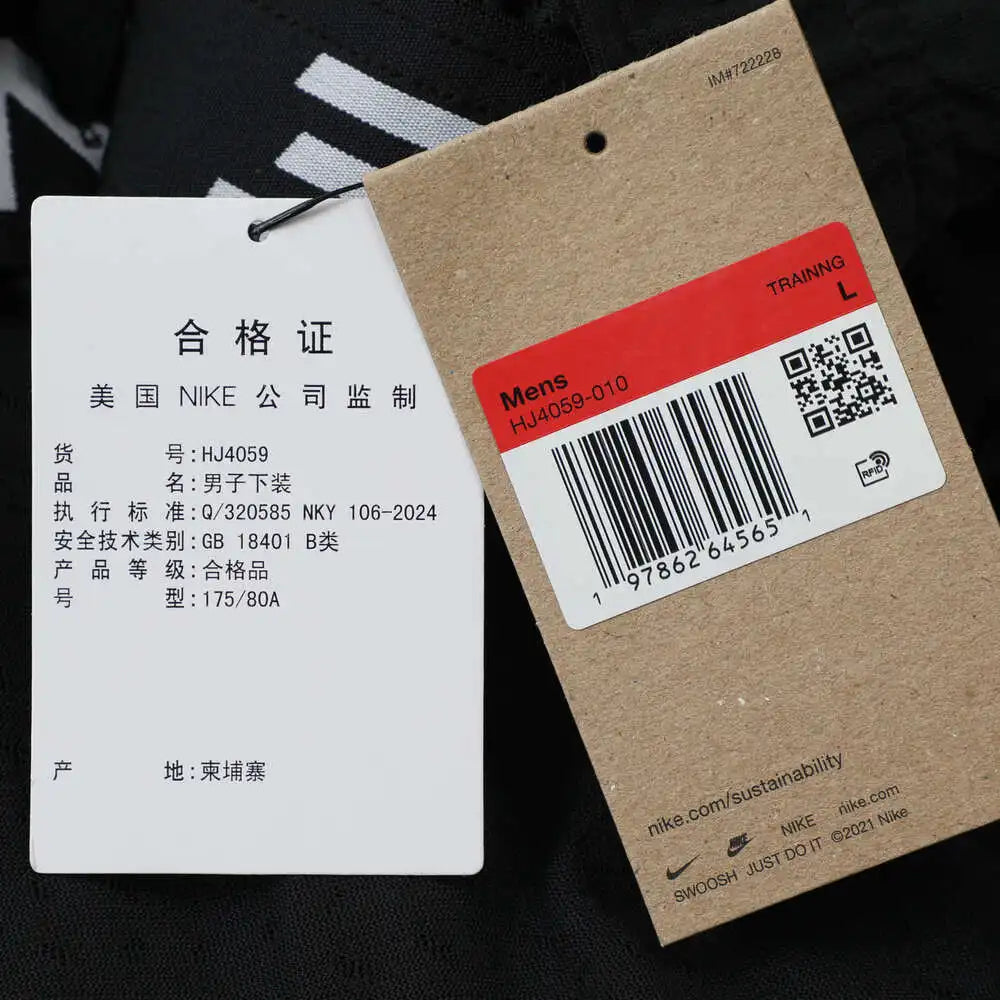 合格证
美国 NIKE 公司监制
货号:HJ4059
品名:男子下装
执行标准:Q/320585 NKY 106-2024
安全技术类别:GB 18401 B类
产品等级:合格品
号型:175/80A
产地:柬埔寨
IM#722228
TRAINNG
L
Mens
HJ4059-010
RFID
1 97862 64565 1
nike.com/sustainability
NIKE nike.com
SWOOSH JUST DO IT ©2021 Nike